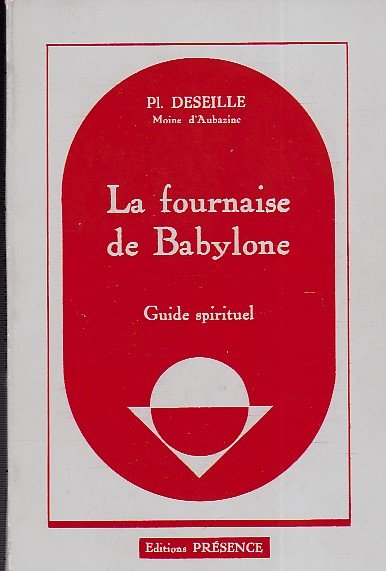 Pl. DESEILLE
Moine d'Aubazine
La fournaise
de Babylone
Guide spirituel
Editions PRÉSENCE